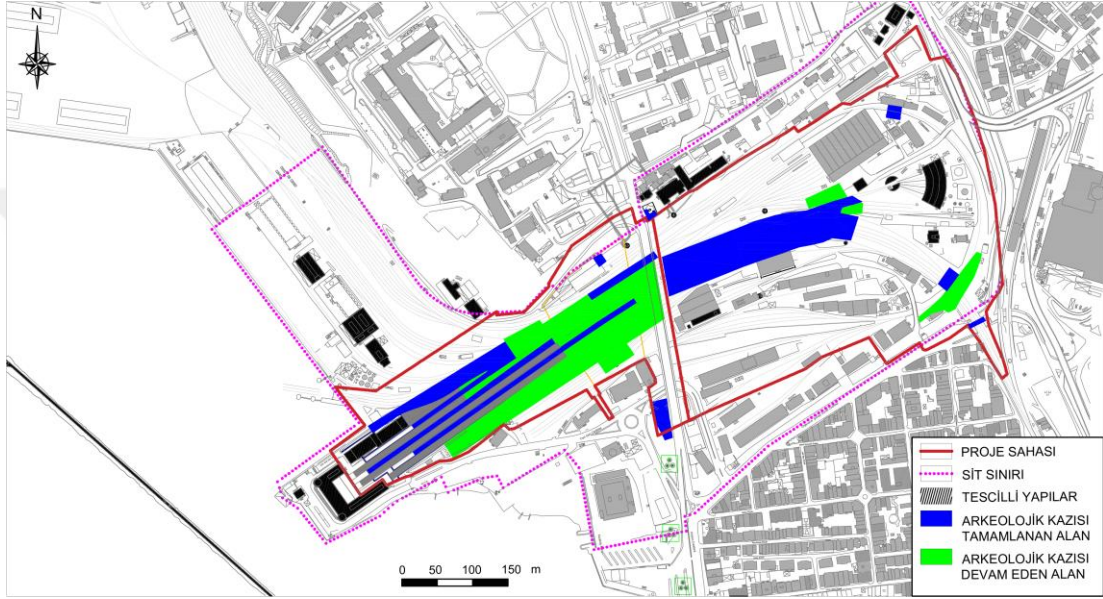 N
PROJE SAHASI
SİT SINIRI
TESCİLLİ YAPILAR
ARKEOLOJİK KAZISI
TAMAMLANAN ALAN
ARKEOLOJİK KAZISI
DEVAM EDEN ALAN
0 50 100 150 m